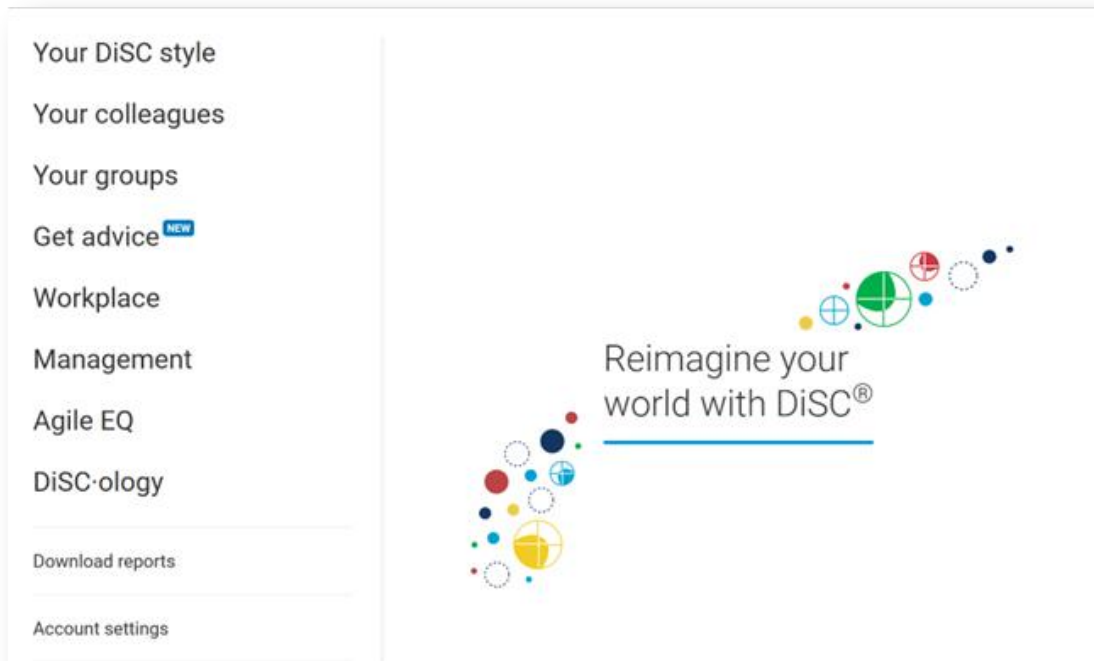 Your DiSC style
Your colleagues
Your groups
Get advice NEW
Workplace
Management
Agile EQ
DiSC·ology
Download reports
Account settings
Reimagine your
world with DiSC®